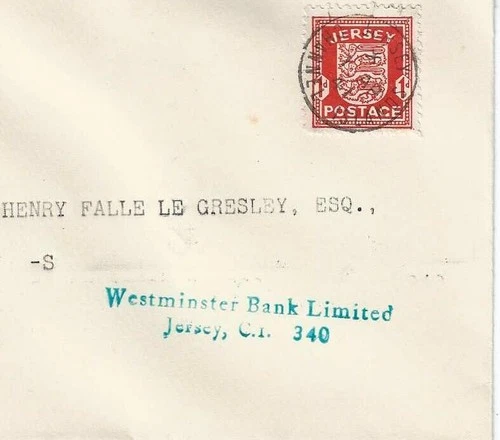 JERSEY
1d
POSTAGE
HENRY FALLE LE GRESLEY, ESQ.,
-S
Westminster Bank Limited
Jersey, C.I. 340